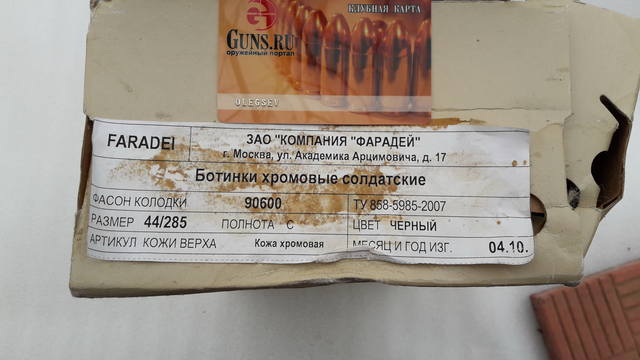 КЛУБНАЯ КАРТА
GUNS.RU
оружейный портал
OLEGSEV
FARADEI
ЗАО "КОМПАНИЯ "ФАРАДЕЙ"
г. Москва, ул. Академика Арцимовича, д. 17
Ботинки хромовые солдатские
ФАСОН КОЛОДКИ 90600 ТУ 858-5985-2007
РАЗМЕР 44/285 ПОЛНОТА С ЦВЕТ ЧЕРНЫЙ
АРТИКУЛ КОЖИ ВЕРХА Кожа хромовая МЕСЯЦ И ГОД ИЗГ. 04.10.